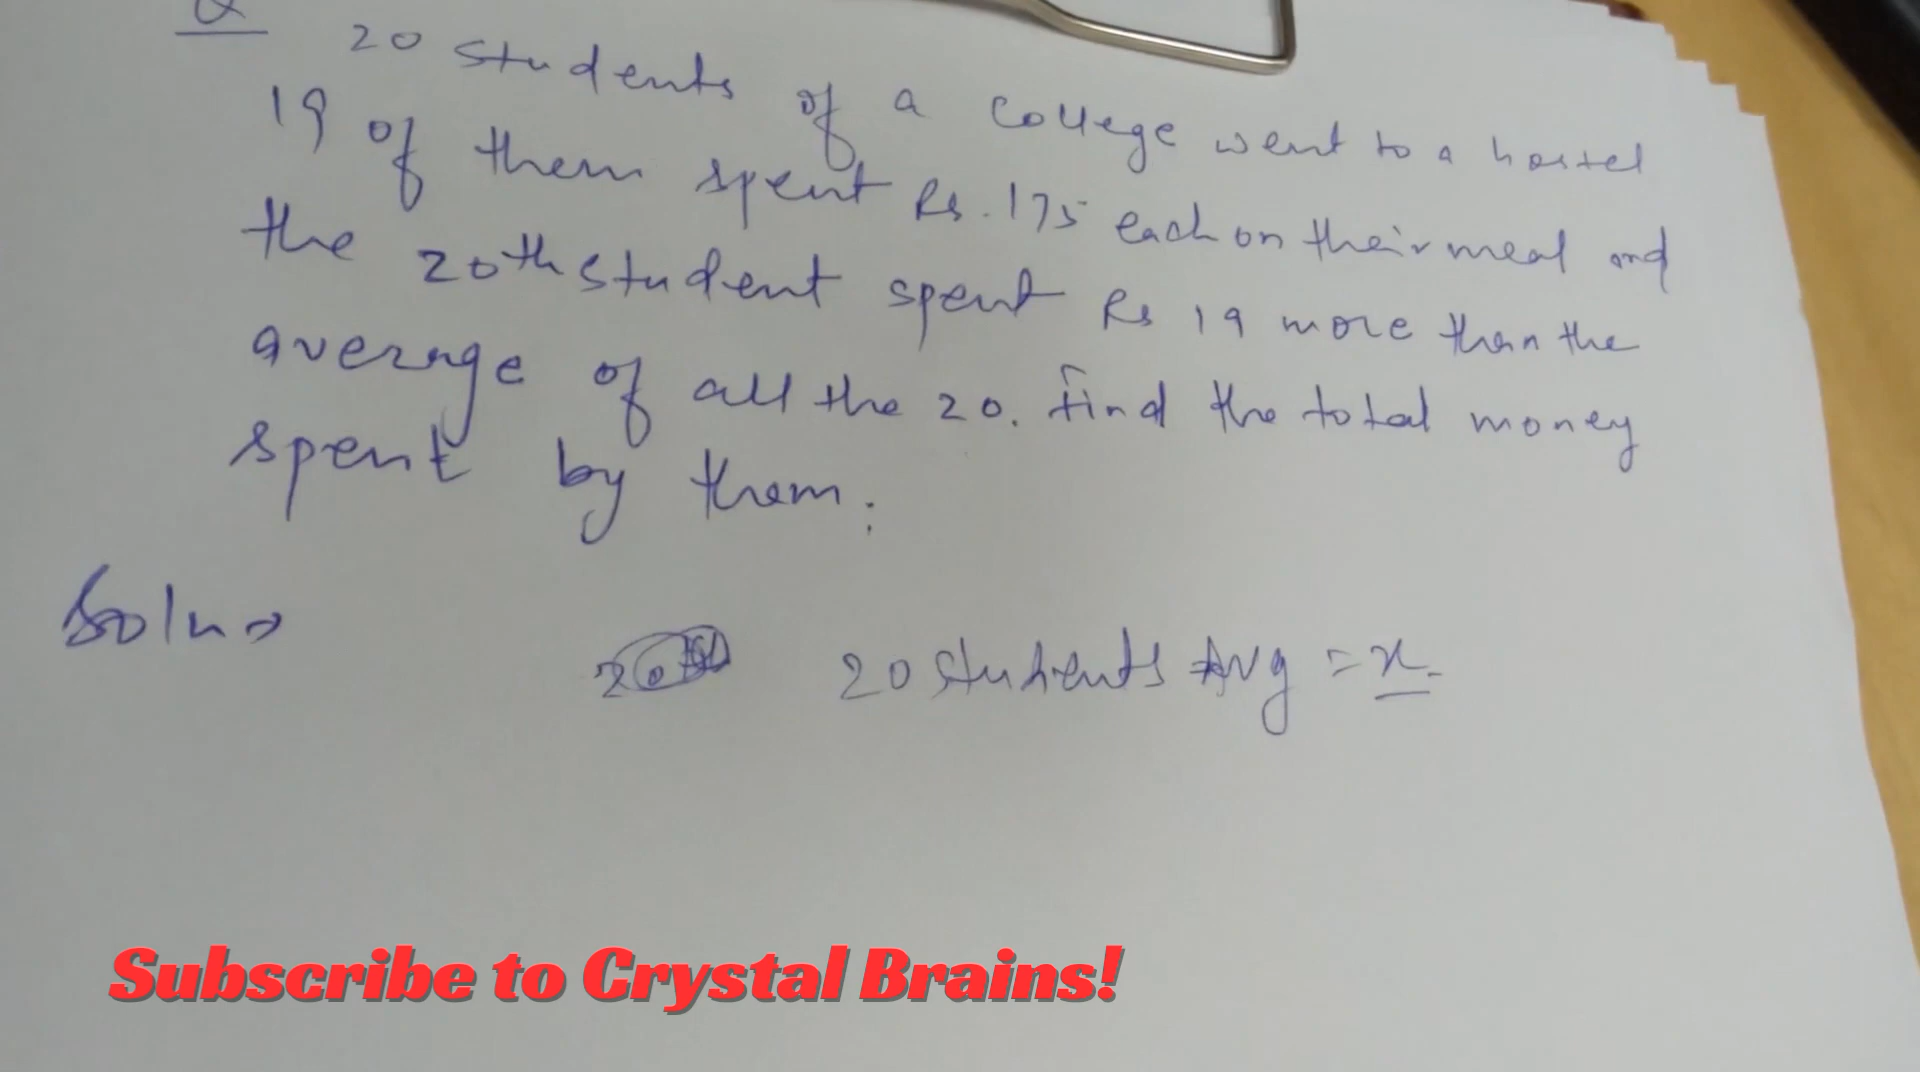 Q
20 students of a college went to a hostel
19 of them spent Rs. 175 each on their meal and
the 20th student spent Rs 19 more than the
average of all the 20. Find the total money
spent by them.
Soln →
20 students Avg = x.
Subscribe to Crystal Brains!